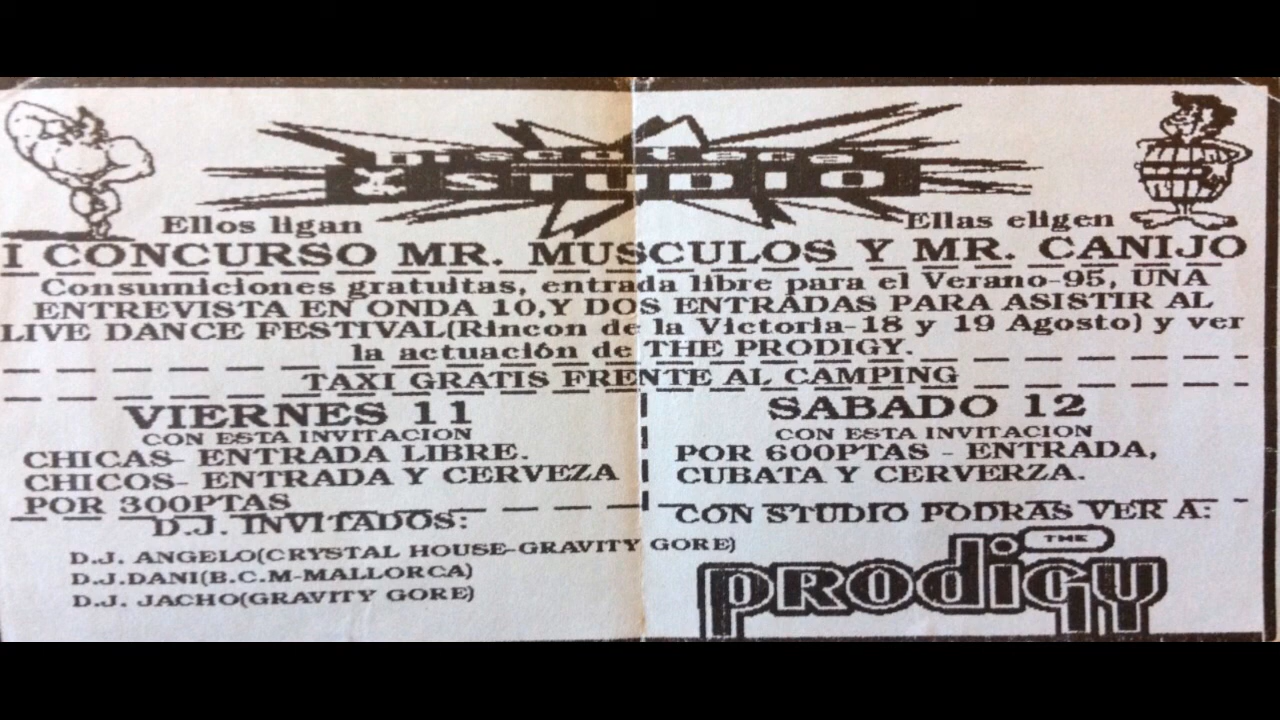 DISCOTECA
STUDIO
Ellos ligan
Ellas eligen
I CONCURSO MR. MUSCULOS Y MR. CANIJO
Consumiciones gratuitas, entrada libre para el Verano-95, UNA
ENTREVISTA EN ONDA 10,Y DOS ENTRADAS PARA ASISTIR AL
LIVE DANCE FESTIVAL(Rincon de la Victoria-18 y 19 Agosto) y ver
la actuación de THE PRODIGY.
TAXI GRATIS FRENTE AL CAMPING
VIERNES 11
CON ESTA INVITACION
CHICAS- ENTRADA LIBRE.
CHICOS- ENTRADA Y CERVEZA
POR 300PTAS
SABADO 12
CON ESTA INVITACION
POR 600PTAS - ENTRADA,
CUBATA Y CERVERZA.
D.J. INVITADOS:
D.J. ANGELO(CRYSTAL HOUSE-GRAVITY GORE)
D.J.DANI(B.C.M-MALLORCA)
D.J. JACHO(GRAVITY GORE)
CON STUDIO PODRAS VER A:
THE
PRODIGY